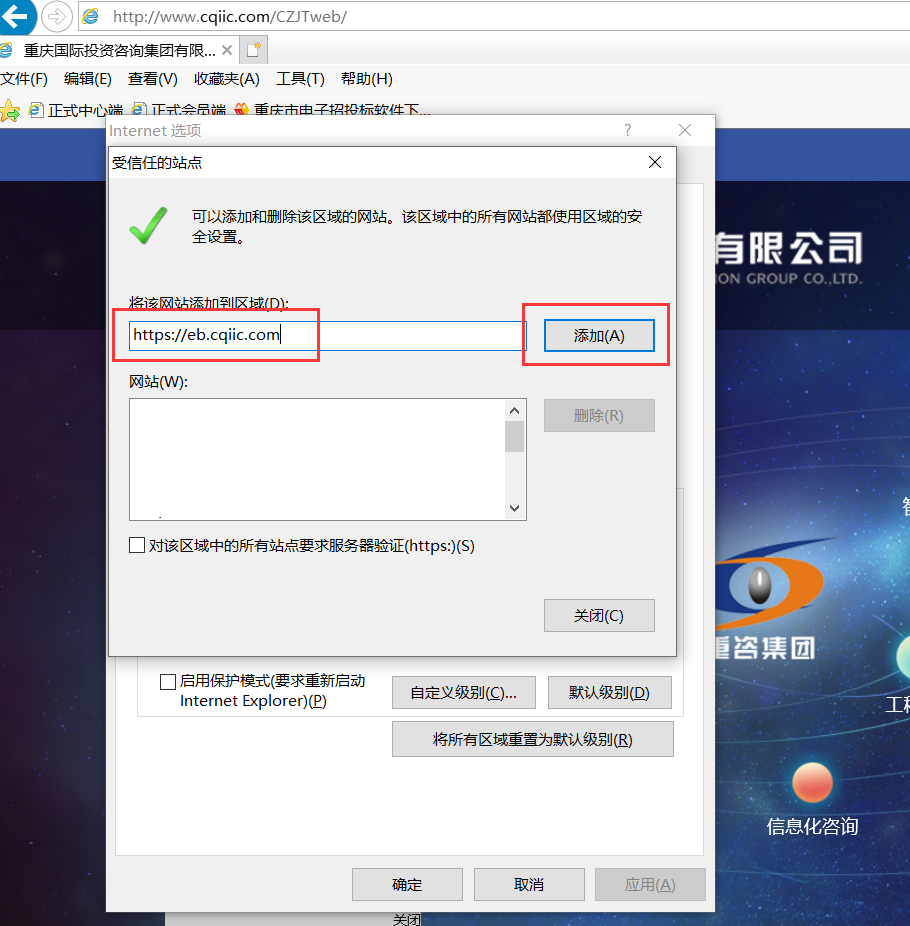 http://www.cqiic.com/CZJTweb/
重庆国际投资咨询集团有限...
文件(F) 编辑(E) 查看(V) 收藏夹(A) 工具(T) 帮助(H)
正式中心端 正式会员端 重庆市电子招投标软件下...
Internet 选项
受信任的站点
可以添加和删除该区域的网站。该区域中的所有网站都使用区域的安
全设置。
有限公司
ION GROUP CO.,LTD.
将该网站添加到区域(D):
https://eb.cqiic.com
添加(A)
网站(W):
删除(R)
对该区域中的所有站点要求服务器验证(https:)(S)
关闭(C)
重咨集团
启用保护模式(要求重新启动
Internet Explorer)(P)
自定义级别(C)...
默认级别(D)
将所有区域重置为默认级别(R)
信息化咨询
确定
取消
应用(A)
关闭